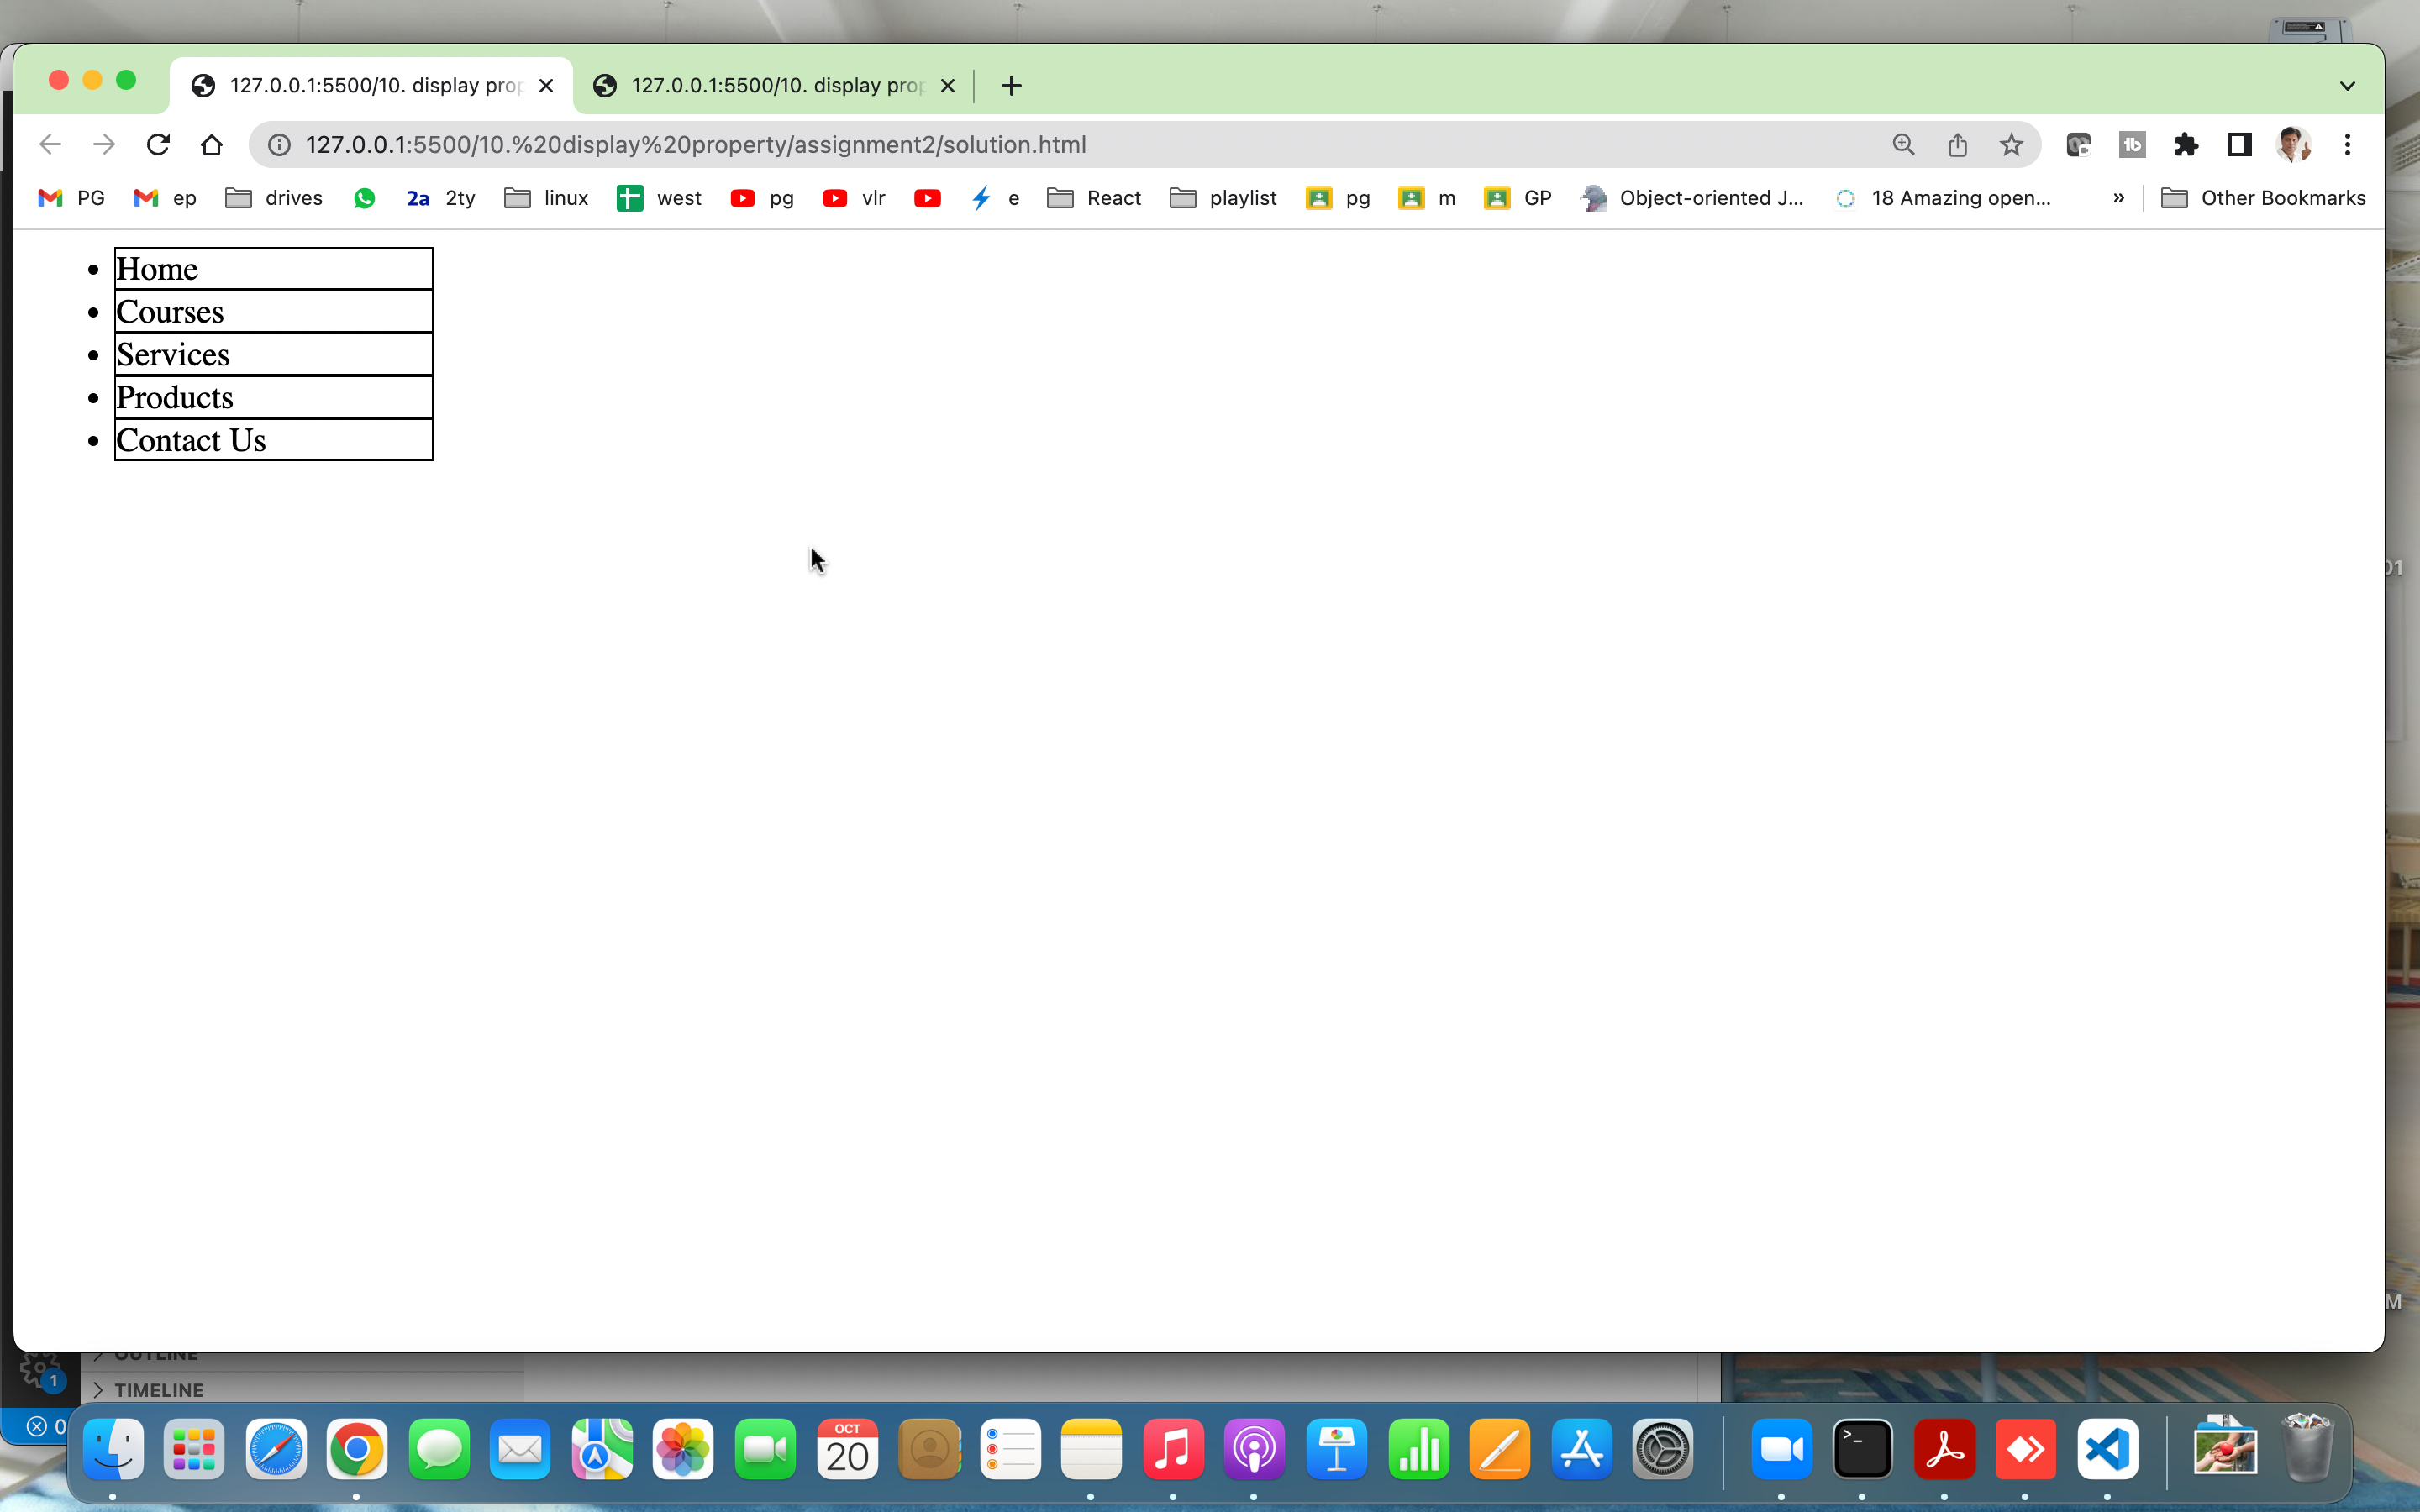 127.0.0.1:5500/10. display prop
127.0.0.1:5500/10. display prop
127.0.0.1:5500/10.%20display%20property/assignment2/solution.html
PG ep drives 2a 2ty linux west pg vlr e React playlist pg m GP Object-oriented J... 18 Amazing open... » Other Bookmarks
• Home
• Courses
• Services
• Products
• Contact Us
01
M
OUTLINE
1
TIMELINE
0
OCT
20